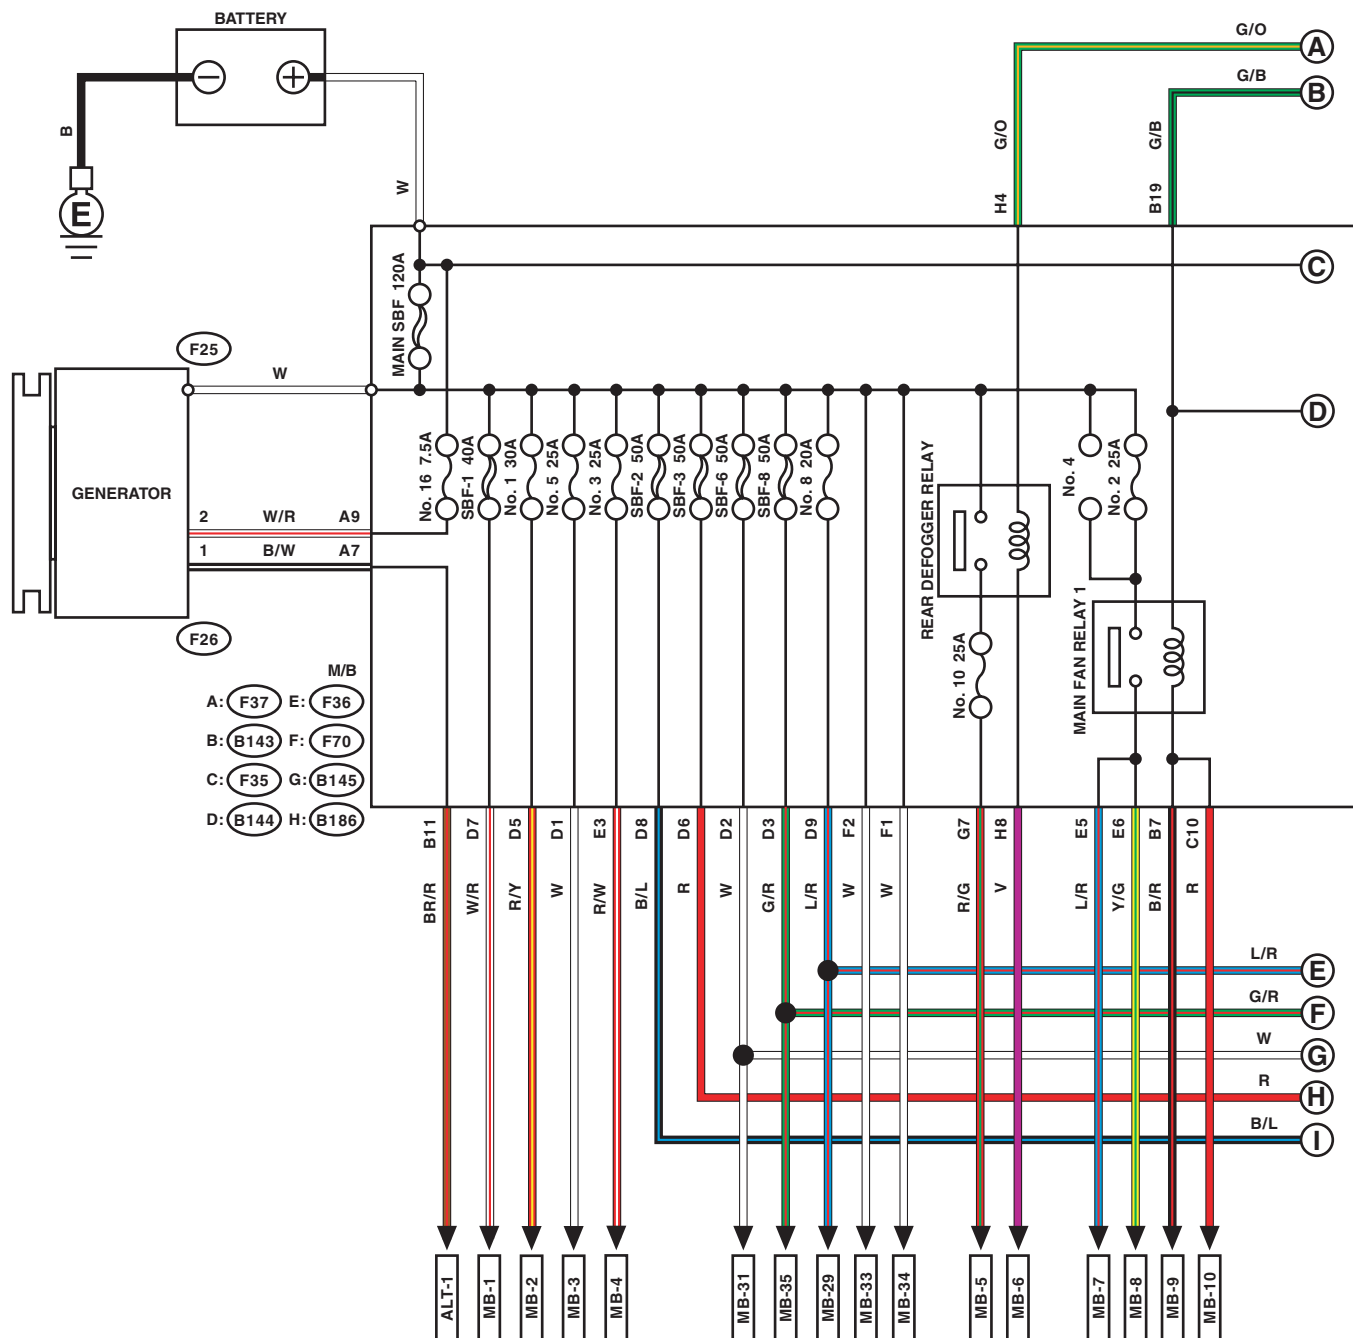 BATTERY
G/O
A
G/B
B
B
W
G/O
G/B
E
H4
B19
C
MAIN SBF 120A
F25
W
D
GENERATOR
No. 16 7.5A
SBF-1 40A
No. 1 30A
No. 5 25A
No. 3 25A
SBF-2 50A
SBF-3 50A
SBF-6 50A
SBF-8 50A
No. 8 20A
REAR DEFOGGER RELAY
No. 4
No. 2 25A
2 W/R A9
1 B/W A7
F26
No. 10 25A
MAIN FAN RELAY 1
M/B
A: F37 E: F36
B: B143 F: F70
C: F35 G: B145
D: B144 H: B186
B11 D7 D5 D1 E3 D8 D6 D2 D3 D9 F2 F1 G7 H8 E5 E6 B7 C10
BR/R W/R R/Y W R/W B/L R W G/R L/R W W R/G V L/R Y/G B/R R
L/R
E
G/R
F
W
G
R
H
B/L
I
ALT-1 MB-1 MB-2 MB-3 MB-4 MB-31 MB-35 MB-29 MB-33 MB-34 MB-5 MB-6 MB-7 MB-8 MB-9 MB-10